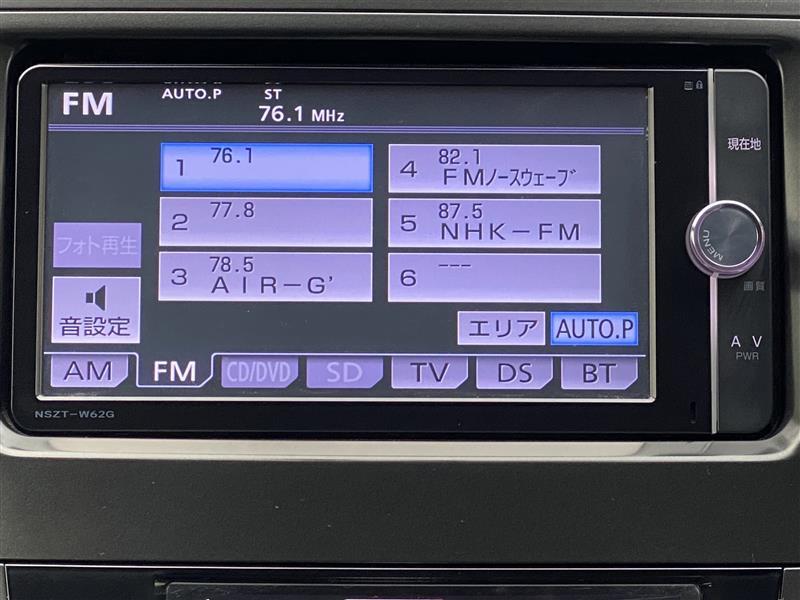 FM
AUTO.P
ST
76.1 MHz
1 76.1
2 77.8
3 78.5
AIR-G'
4 82.1
FMノースウェーブ
5 87.5
NHK-FM
6 ---
フォト再生
音設定
エリア
AUTO.P
AM
FM
CD/DVD
SD
TV
DS
BT
NSZT-W62G
現在地
MENU
画質
AV
PWR